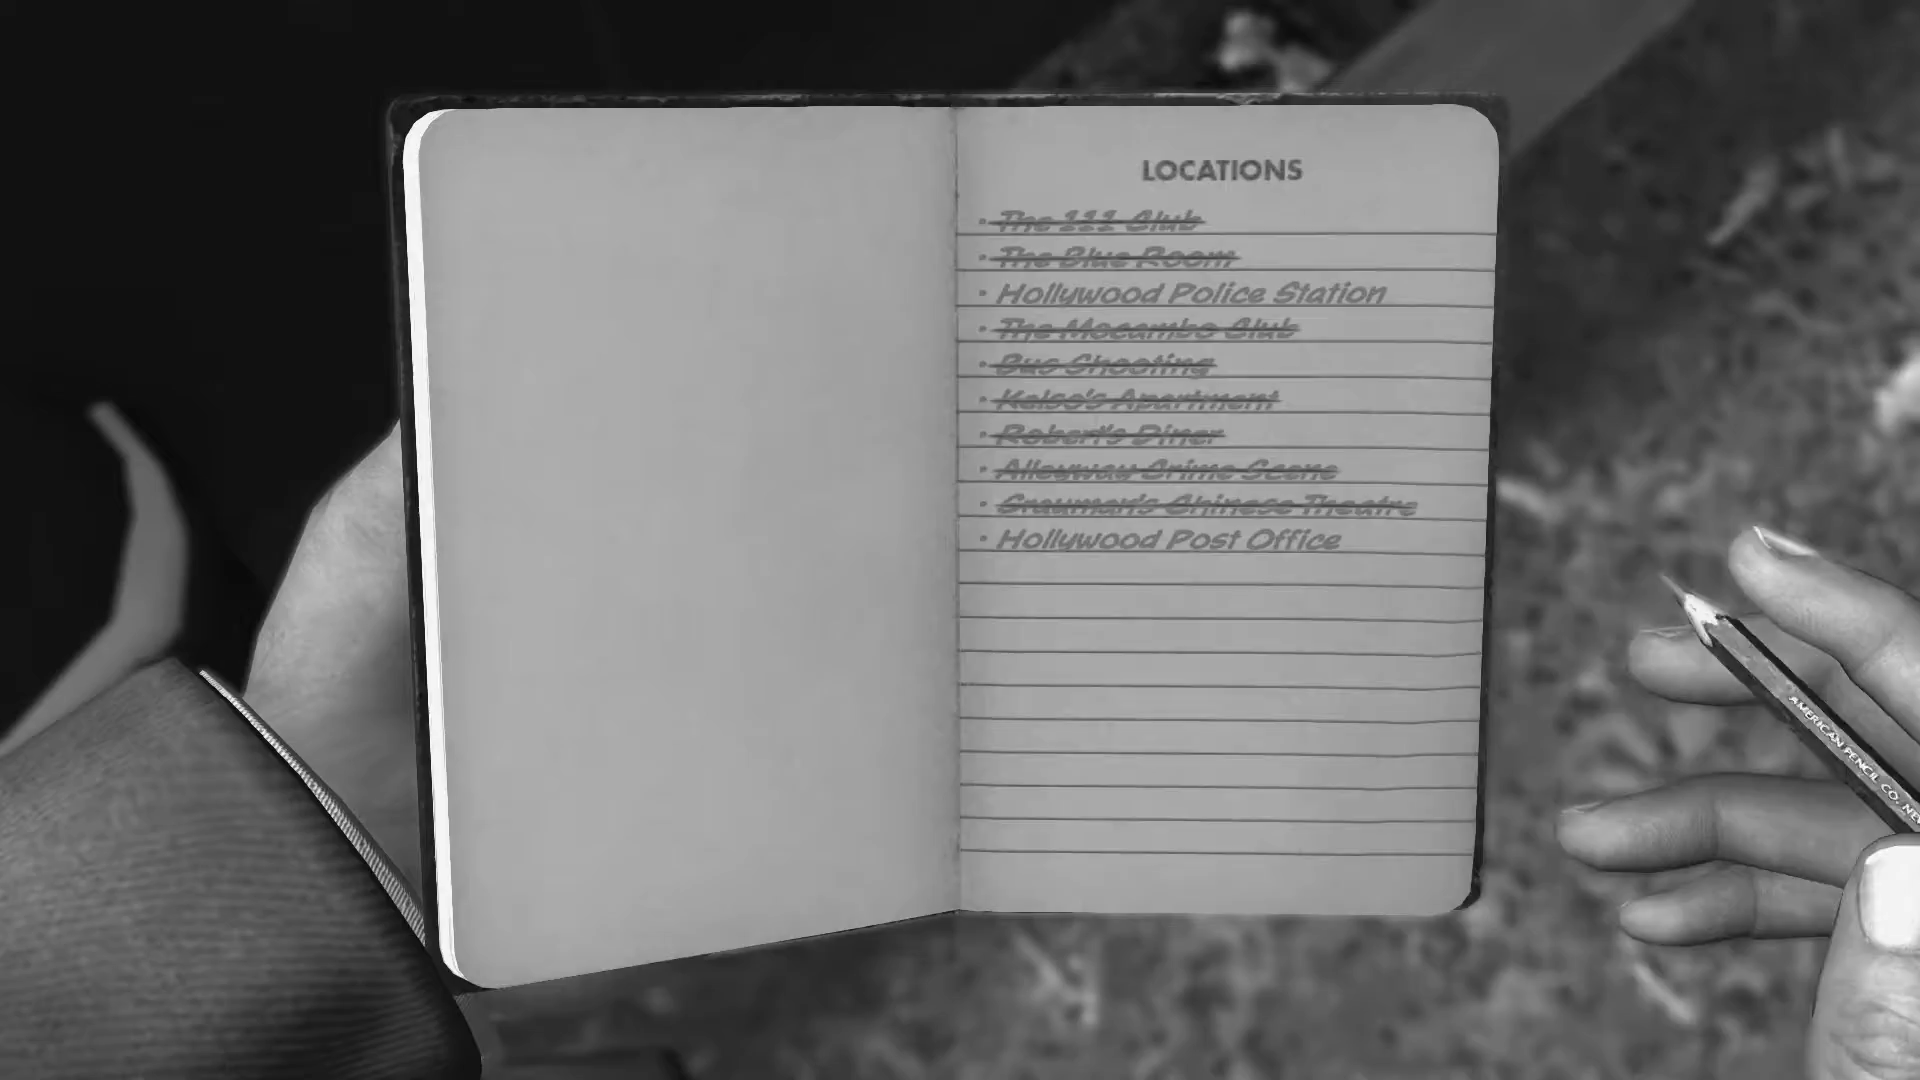 LOCATIONS
· The 111 Club
· The Blue Room
· Hollywood Police Station
· The Mocambo Club
· Bus Shooting
· Kelso's Apartment
· Robert's Diner
· Alleyway Crime Scene
· Grauman's Chinese Theatre
· Hollywood Post Office
AMERICAN PENCIL CO. NEW